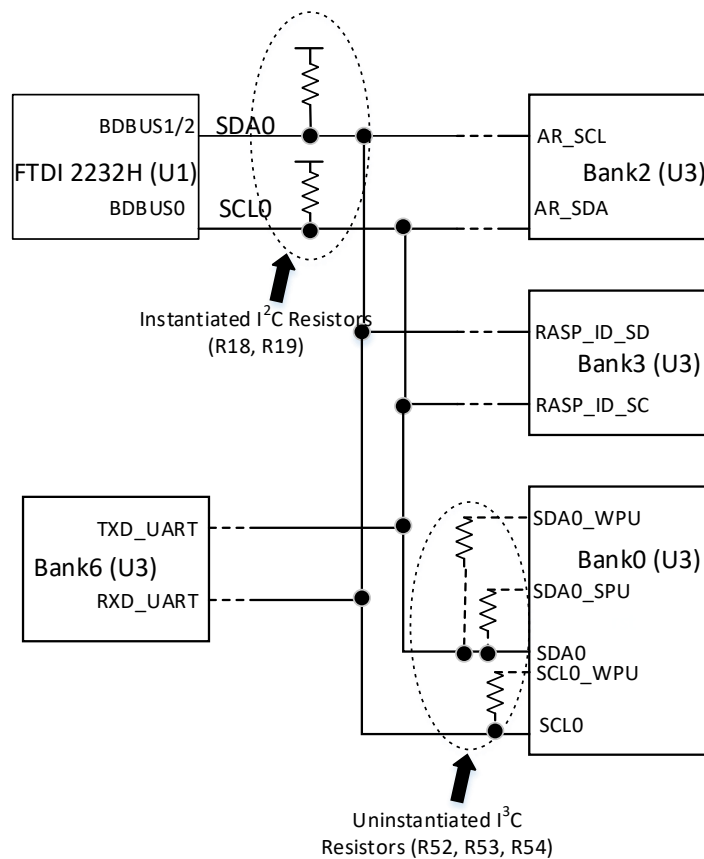 BDBUS1/2
SDA0
FTDI 2232H (U1)
BDBUS0
SCL0
AR_SCL
Bank2 (U3)
AR_SDA
Instantiated I²C Resistors
(R18, R19)
RASP_ID_SD
Bank3 (U3)
RASP_ID_SC
TXD_UART
Bank6 (U3)
RXD_UART
SDA0_WPU
Bank0 (U3)
SDA0_SPU
SDA0
SCL0_WPU
SCL0
Uninstantiated I³C
Resistors (R52, R53, R54)